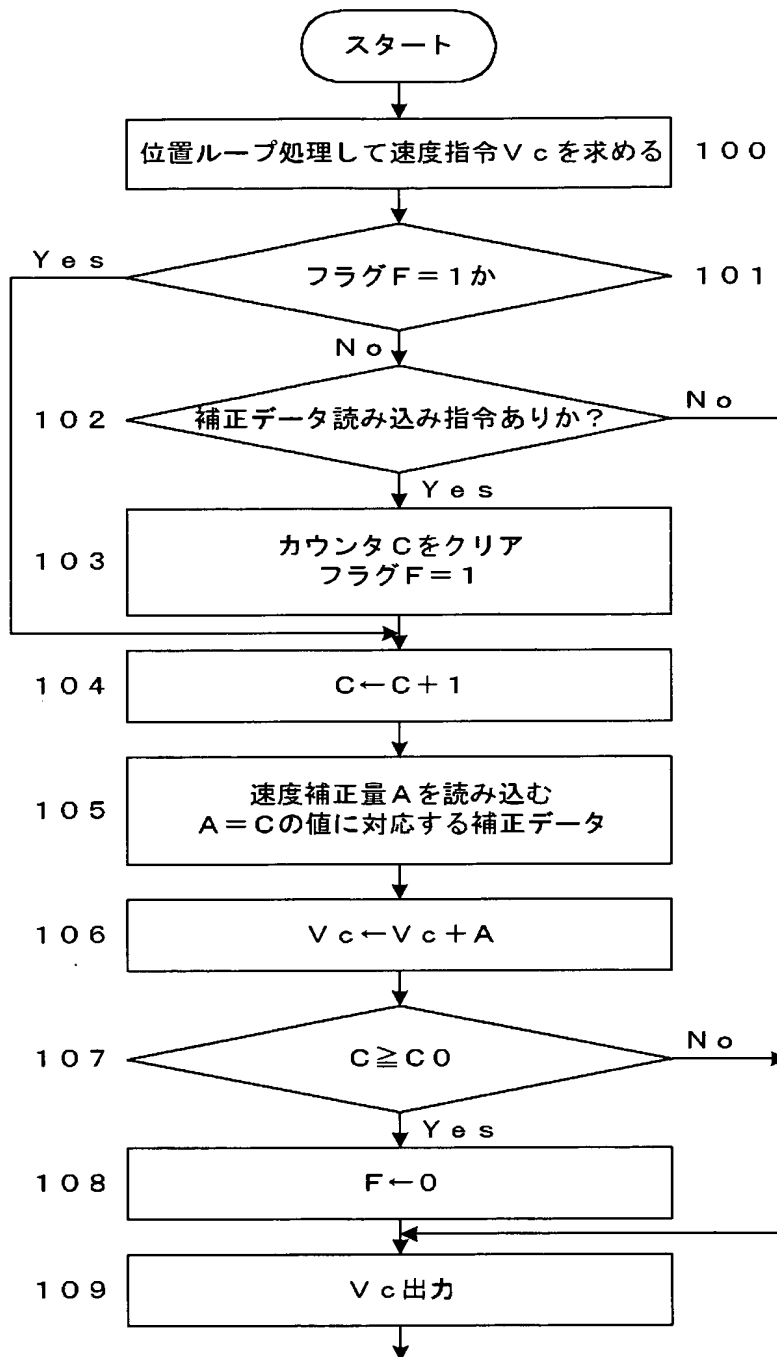 スタート
位置ループ処理して速度指令Ｖｃを求める
１００
Ｙｅｓ
フラグＦ＝１か
１０１
Ｎｏ
１０２
補正データ読み込み指令ありか？
Ｎｏ
Ｙｅｓ
１０３
カウンタＣをクリア
フラグＦ＝１
１０４
Ｃ←Ｃ＋１
１０５
速度補正量Ａを読み込む
Ａ＝Ｃの値に対応する補正データ
１０６
Ｖｃ←Ｖｃ＋Ａ
１０７
Ｃ≧Ｃ０
Ｎｏ
Ｙｅｓ
１０８
Ｆ←０
１０９
Ｖｃ出力